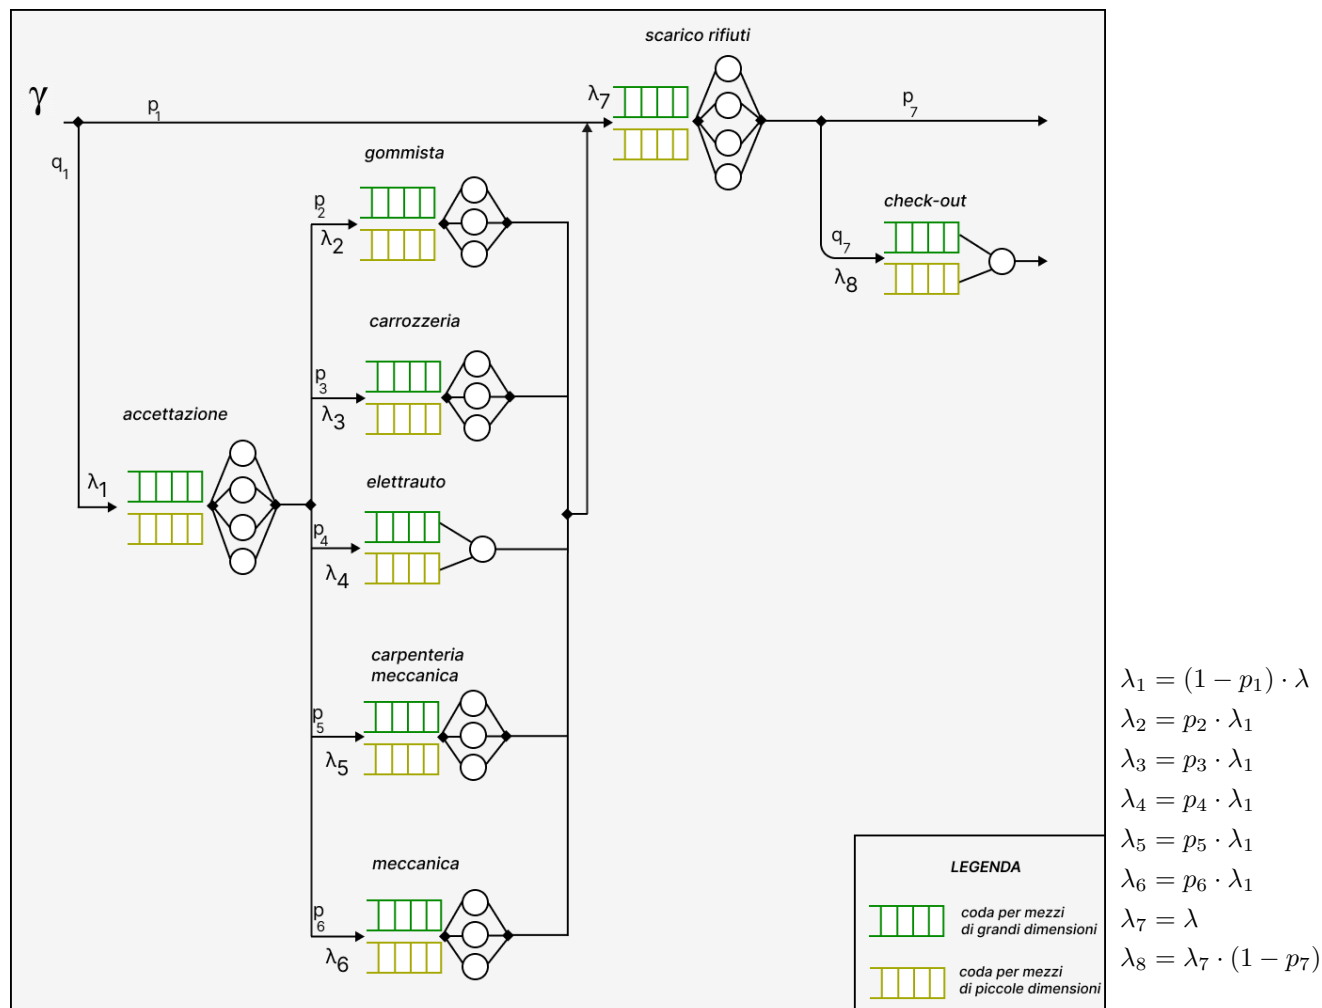 scarico rifiuti
γ
p1
λ7
p7
q1
gommista
p2
λ2
check-out
q7
λ8
carrozzeria
p3
λ3
accettazione
λ1
elettrauto
p4
λ4
carpenteria
meccanica
p5
λ5
meccanica
p6
λ6
LEGENDA
coda per mezzi
di grandi dimensioni
coda per mezzi
di piccole dimensioni
λ1 = (1 − p1) · λ
λ2 = p2 · λ1
λ3 = p3 · λ1
λ4 = p4 · λ1
λ5 = p5 · λ1
λ6 = p6 · λ1
λ7 = λ
λ8 = λ7 · (1 − p7)